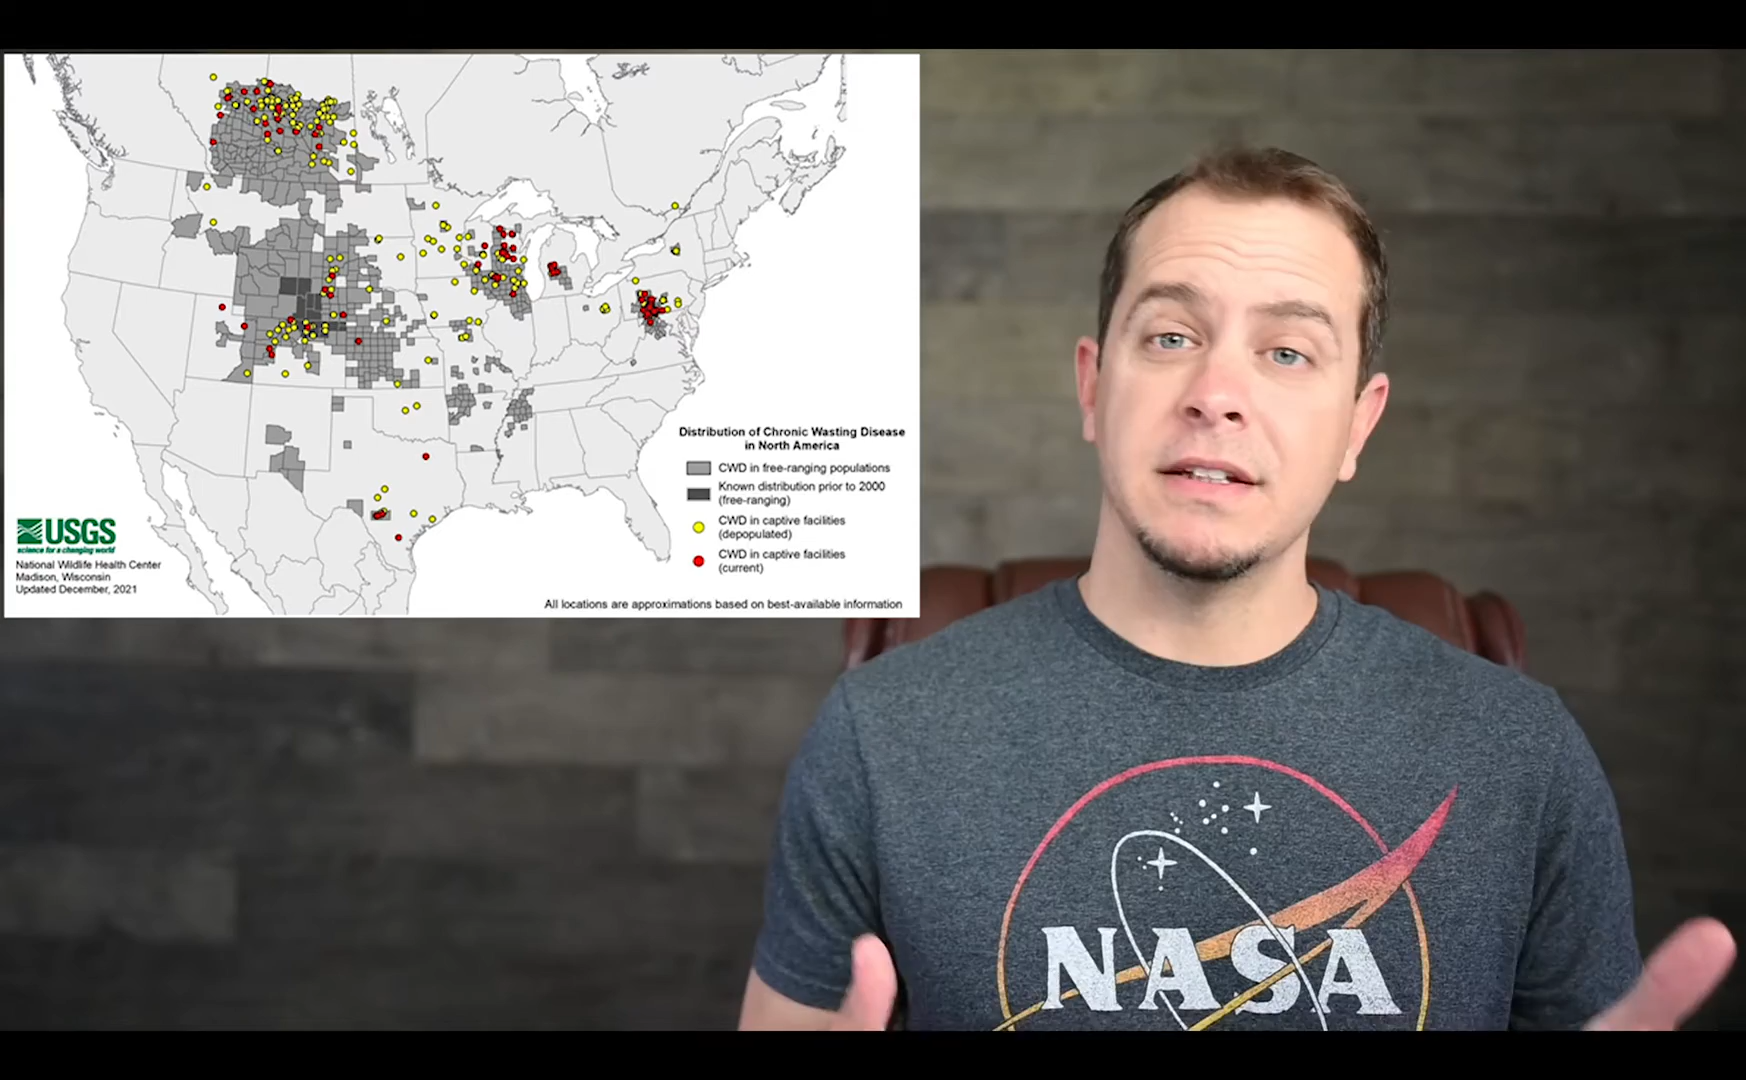 Distribution of Chronic Wasting Disease
in North America
CWD in free-ranging populations
Known distribution prior to 2000
(free-ranging)
CWD in captive facilities
(depopulated)
CWD in captive facilities
(current)
USGS
science for a changing world
National Wildlife Health Center
Madison, Wisconsin
Updated December, 2021
All locations are approximations based on best-available information
NASA